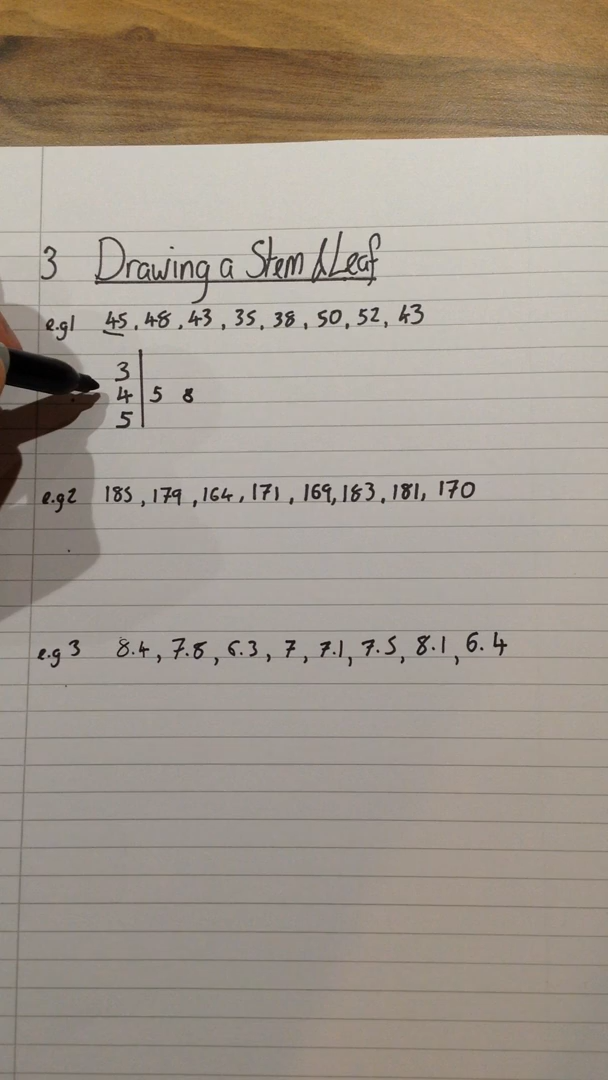 3 Drawing a Stem & Leaf
e.g1 45, 48, 43, 35, 38, 50, 52, 43
3
4 5 8
5
e.g2 185, 179, 164, 171, 169, 183, 181, 170
e.g 3 8.4, 7.8, 6.3, 7, 7.1, 7.5, 8.1, 6.4